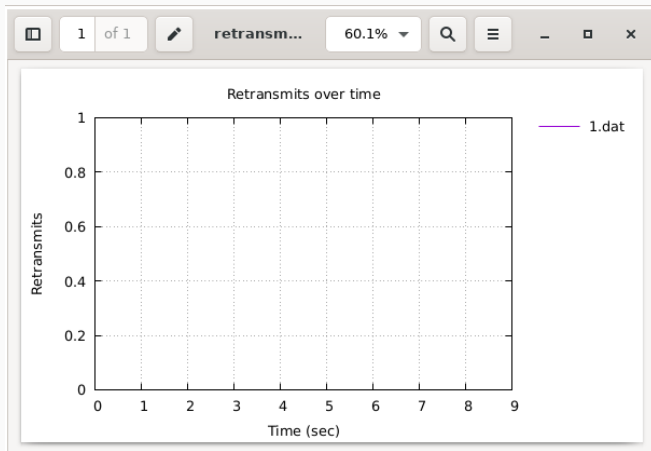 1 of 1 retransm... 60.1%
Retransmits over time
1.dat
1
0.8
0.6
0.4
0.2
0
Retransmits
0 1 2 3 4 5 6 7 8 9
Time (sec)